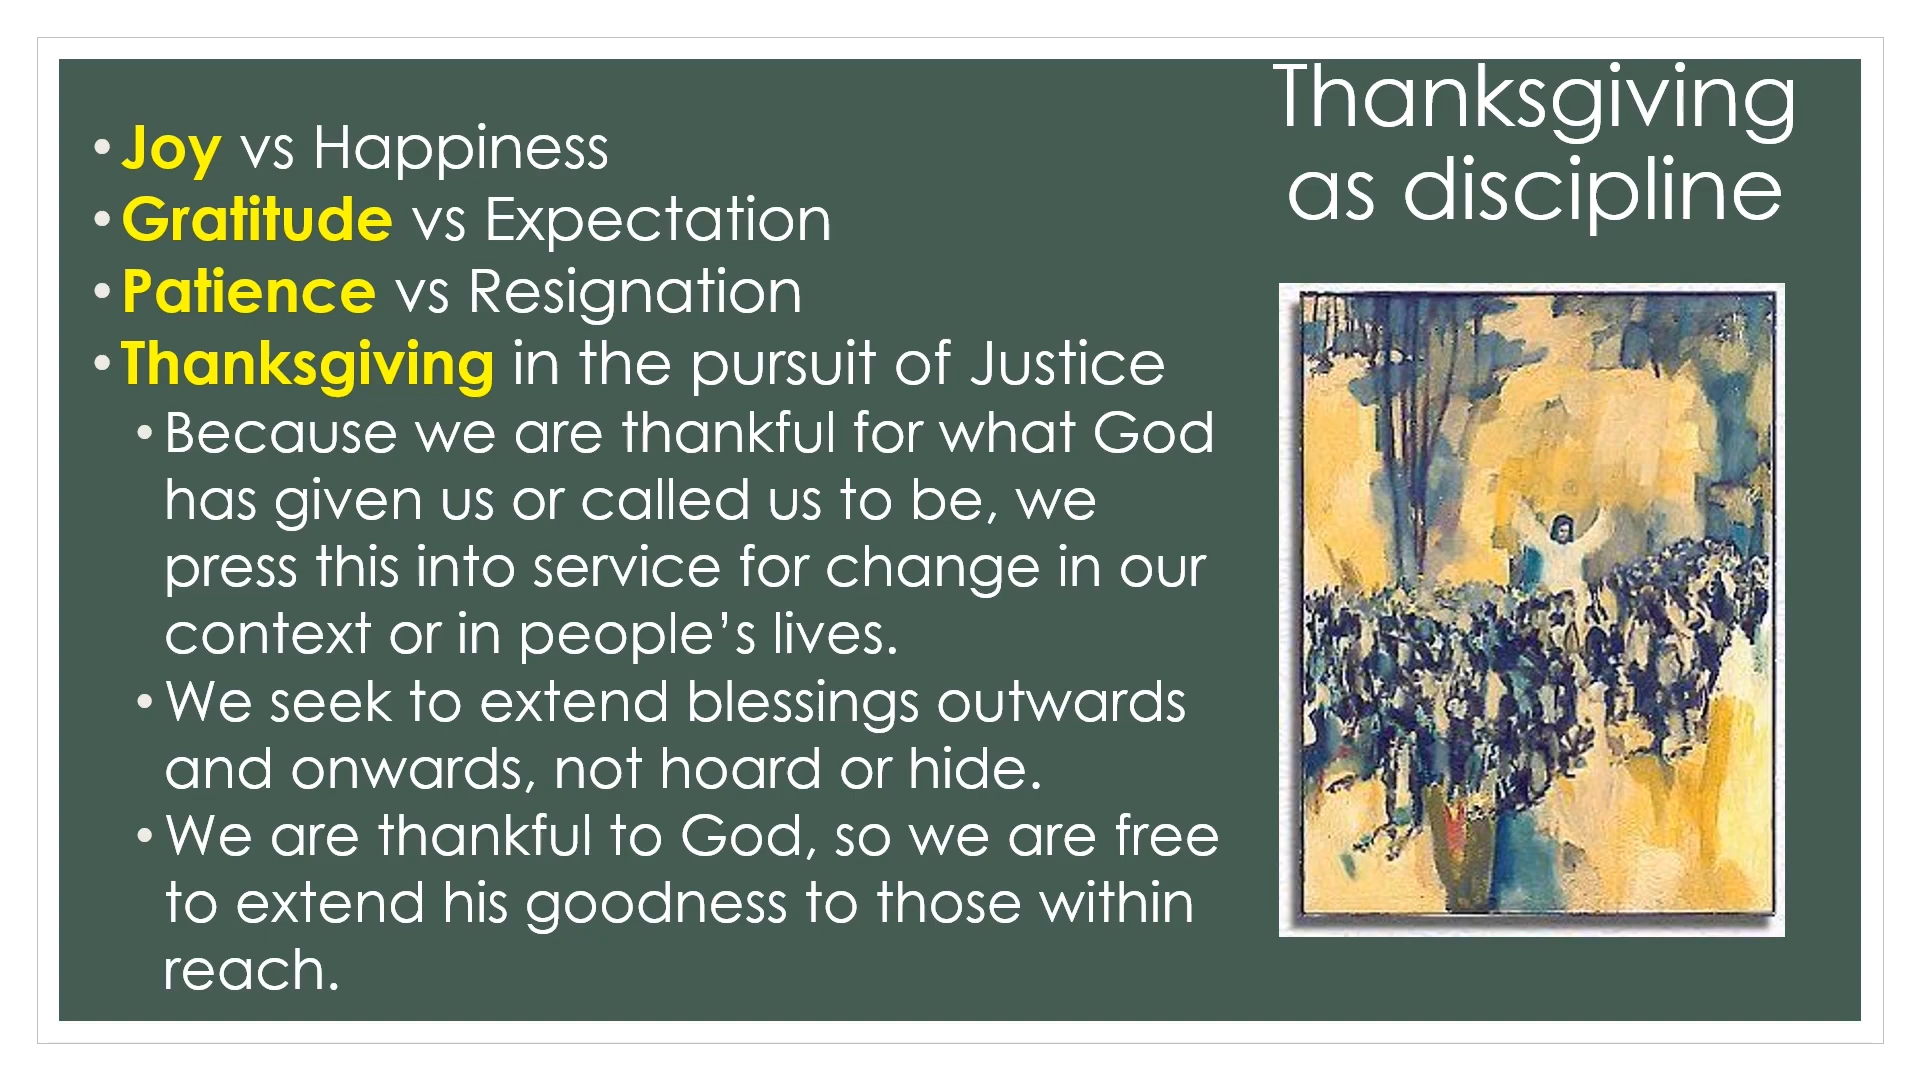 Thanksgiving
as discipline
• Joy vs Happiness
• Gratitude vs Expectation
• Patience vs Resignation
• Thanksgiving in the pursuit of Justice
• Because we are thankful for what God
has given us or called us to be, we
press this into service for change in our
context or in people’s lives.
• We seek to extend blessings outwards
and onwards, not hoard or hide.
• We are thankful to God, so we are free
to extend his goodness to those within
reach.